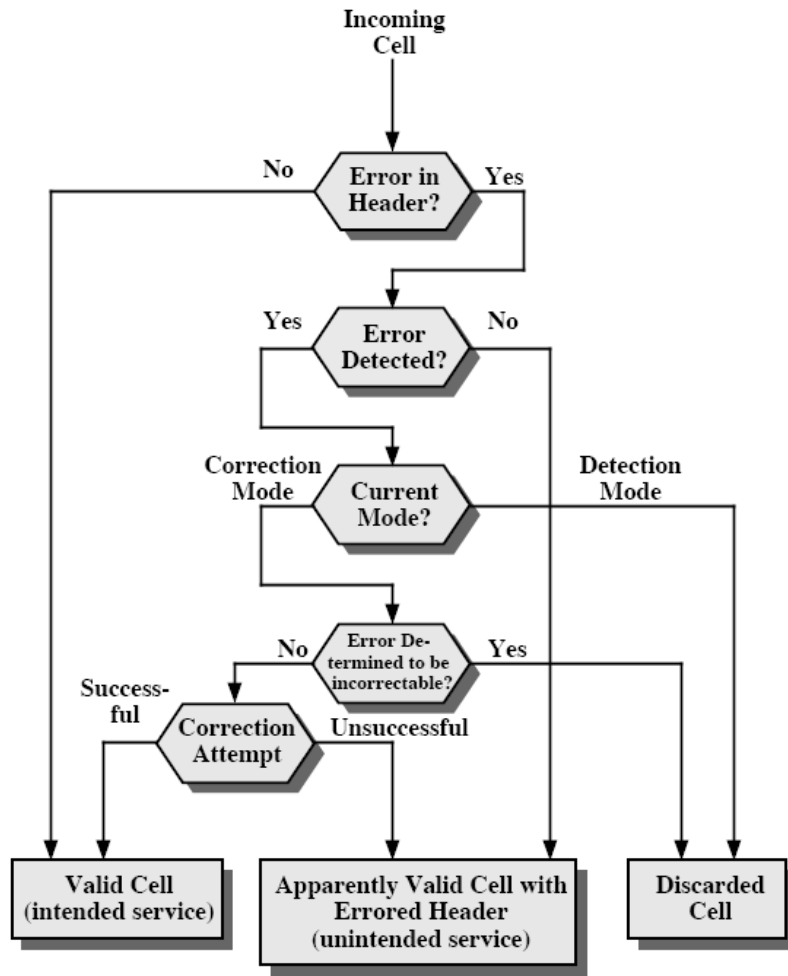 Incoming
Cell
No
Error in
Header?
Yes
Yes
Error
Detected?
No
Correction
Mode
Current
Mode?
Detection
Mode
No
Error De-
termined to be
incorrectable?
Yes
Success-
ful
Correction
Attempt
Unsuccessful
Valid Cell
(intended service)
Apparently Valid Cell with
Errored Header
(unintended service)
Discarded
Cell